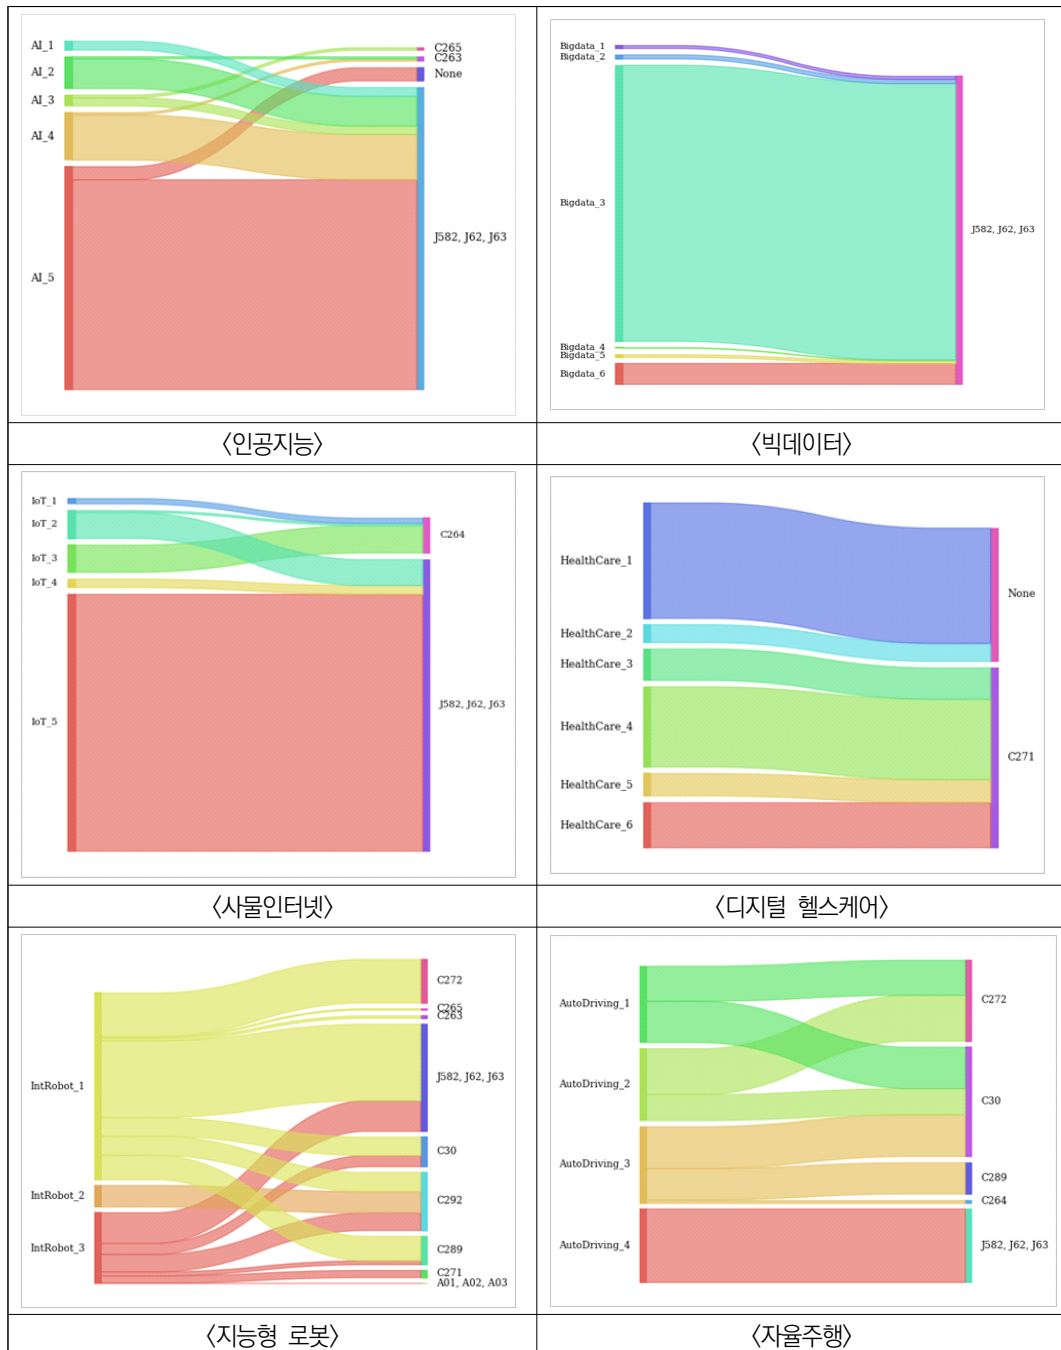 AI_1
AI_2
AI_3
AI_4
AI_5
C265
C263
None
J582, J62, J63
Bigdata_1
Bigdata_2
Bigdata_3
Bigdata_4
Bigdata_5
Bigdata_6
J582, J62, J63
〈인공지능〉
〈빅데이터〉
IoT_1
IoT_2
IoT_3
IoT_4
IoT_5
C264
J582, J62, J63
HealthCare_1
HealthCare_2
HealthCare_3
HealthCare_4
HealthCare_5
HealthCare_6
None
C271
〈사물인터넷〉
〈디지털 헬스케어〉
IntRobot_1
IntRobot_2
IntRobot_3
C272
C265
C263
J582, J62, J63
C30
C292
C289
C271
A01, A02, A03
AutoDriving_1
AutoDriving_2
AutoDriving_3
AutoDriving_4
C272
C30
C289
C264
J582, J62, J63
〈지능형 로봇〉
〈자율주행〉